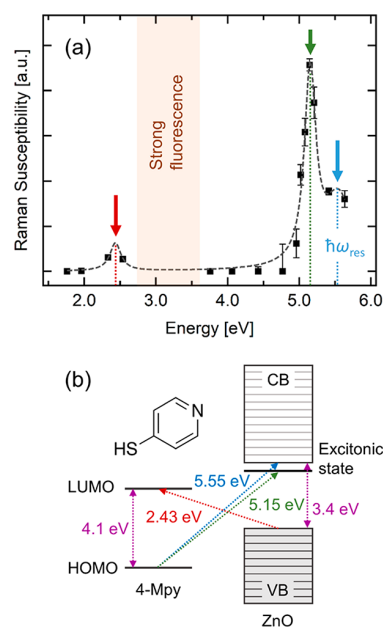 (a)
Raman Susceptibility [a.u.]
Strong
fluorescence
ħω_res
2.0 3.0 4.0 5.0 6.0
Energy [eV]
(b)
N
HS
CB
Excitonic
state
5.55 eV
5.15 eV
LUMO
2.43 eV
3.4 eV
4.1 eV
HOMO
4-Mpy
VB
ZnO